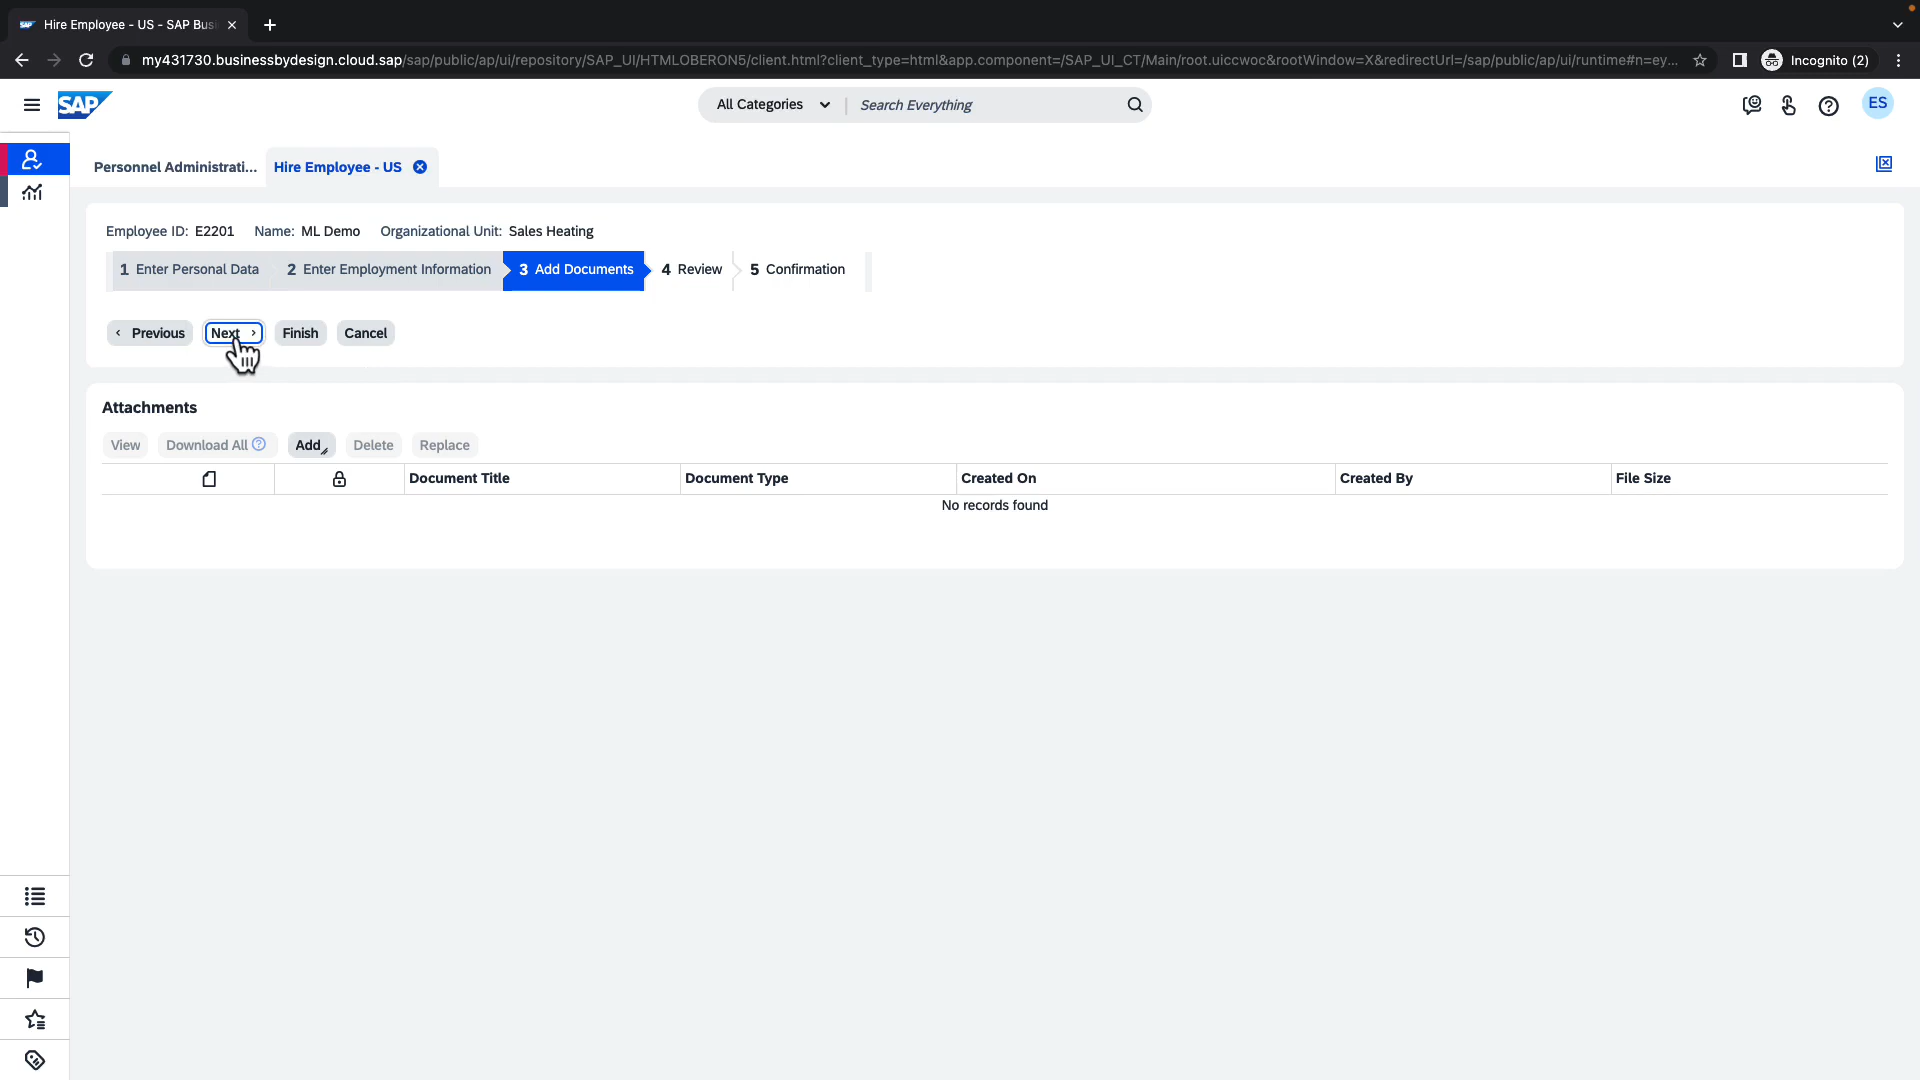 Hire Employee - US - SAP Bus
my431730.businessbydesign.cloud.sap/sap/public/ap/ui/repository/SAP_UI/HTMLOBERON5/client.html?client_type=html&app.component=/SAP_UI_CT/Main/root.uiccwoc&rootWindow=X&redirectUrl=/sap/public/ap/ui/runtime#n=ey...
Incognito (2)
SAP
All Categories
Search Everything
ES
Personnel Administrati...
Hire Employee - US
Employee ID: E2201 Name: ML Demo Organizational Unit: Sales Heating
1 Enter Personal Data 2 Enter Employment Information 3 Add Documents 4 Review 5 Confirmation
Previous Next Finish Cancel
Attachments
View Download All Add Delete Replace
Document Title Document Type Created On Created By File Size
No records found